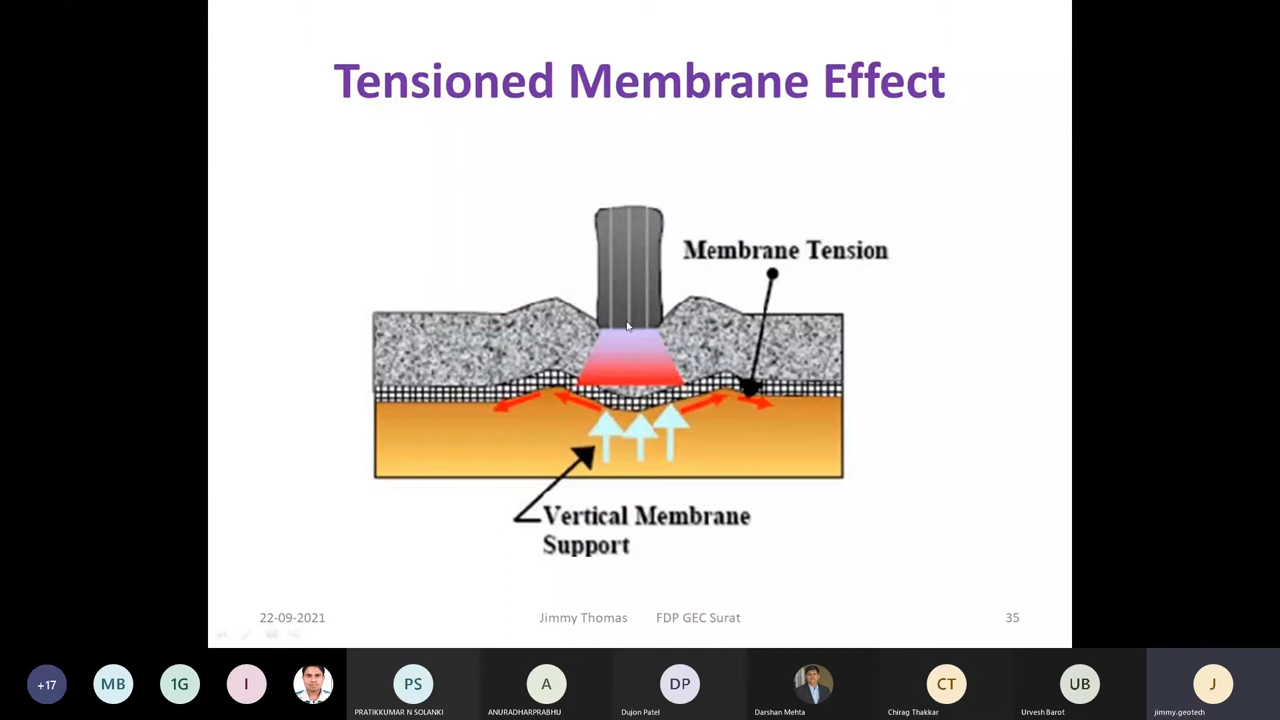 Tensioned Membrane Effect
Membrane Tension
Vertical Membrane
Support
22-09-2021
Jimmy Thomas FDP GEC Surat
35
+17
MB
1G
I
PS
PRATIKKUMAR N SOLANKI
A
ANURADHARPRABHU
DP
Dujon Patel
Darshan Mehta
CT
Chirag Thakkar
UB
Urvesh Barot
J
jimmy.geotech